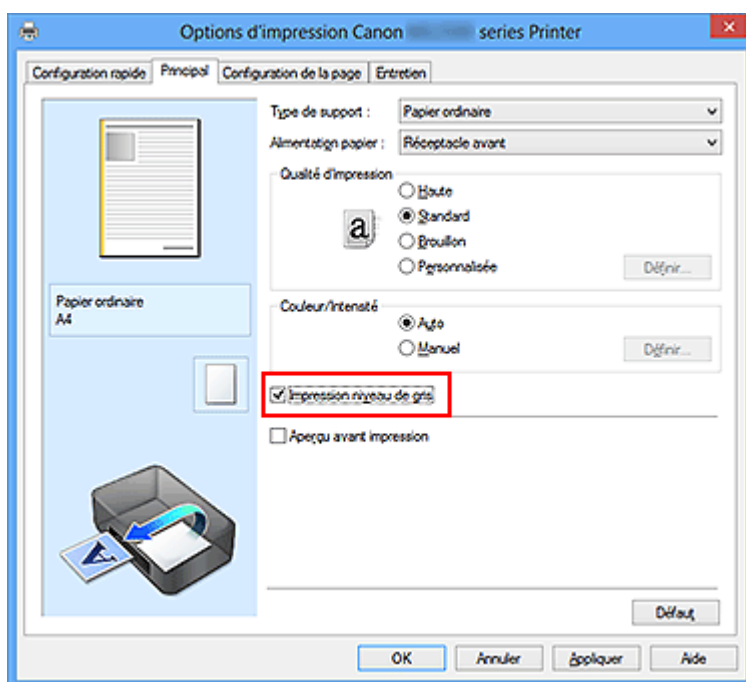 Options d'impression Canon series Printer
Configuration rapide Principal Configuration de la page Entretien
Type de support : Papier ordinaire
Alimentation papier : Réceptacle avant
Qualité d'impression
Haute
a Standard
Brouillon
Personnalisée Définir...
Papier ordinaire
A4
Couleur/Intensité
Auto
Manuel Définir...
Impression niveau de gris
Aperçu avant impression
A
Défaut
OK Annuler Appliquer Aide